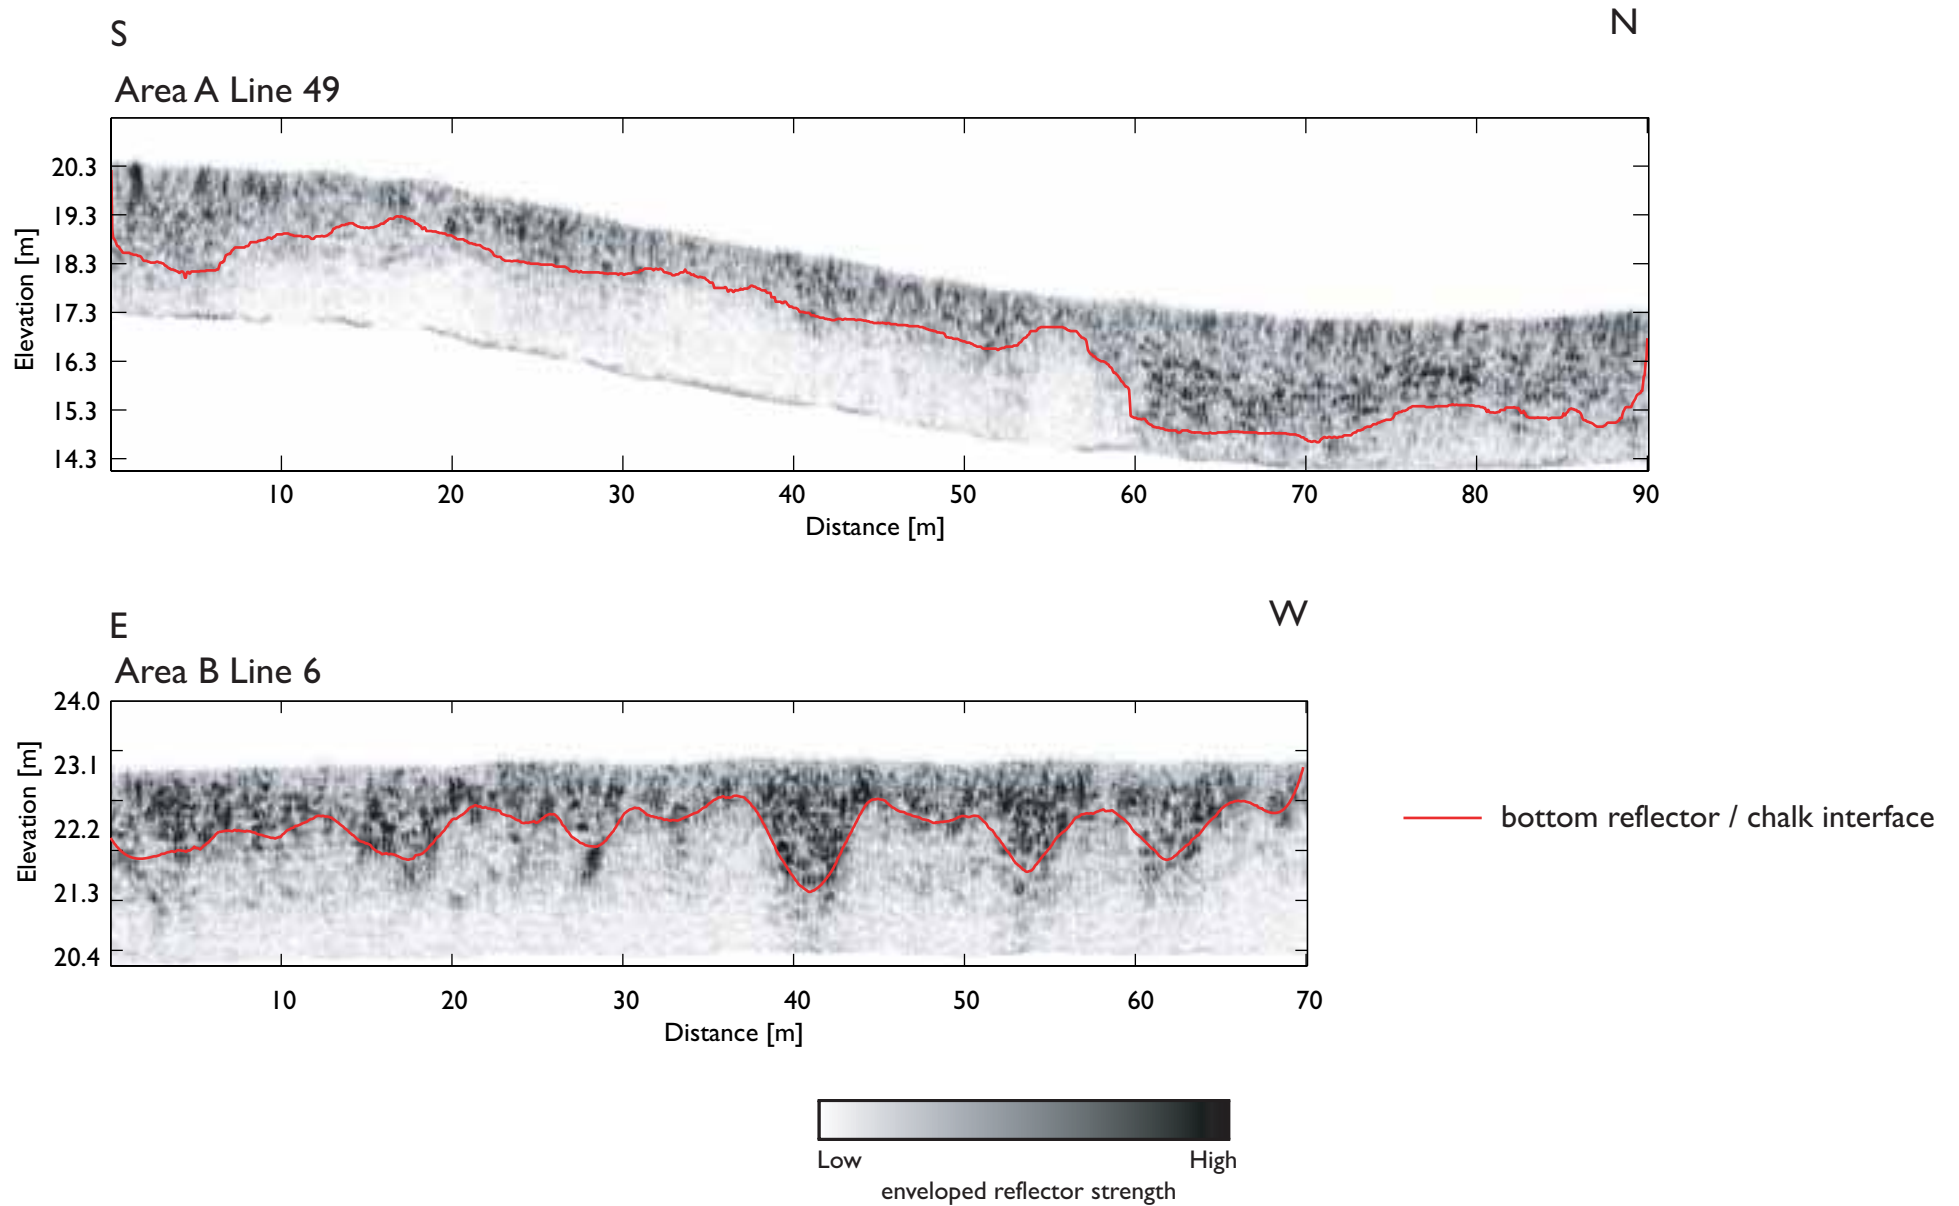 S
N
Area A Line 49
20.3
19.3
18.3
17.3
16.3
15.3
14.3
Elevation [m]
10 20 30 40 50 60 70 80 90
Distance [m]
E
W
Area B Line 6
24.0
23.1
22.2
21.3
20.4
Elevation [m]
10 20 30 40 50 60 70
Distance [m]
bottom reflector / chalk interface
Low High
enveloped reflector strength